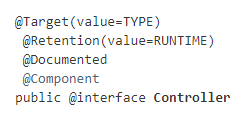 @Target(value=TYPE)
@Retention(value=RUNTIME)
@Documented
@Component
public @interface Controller